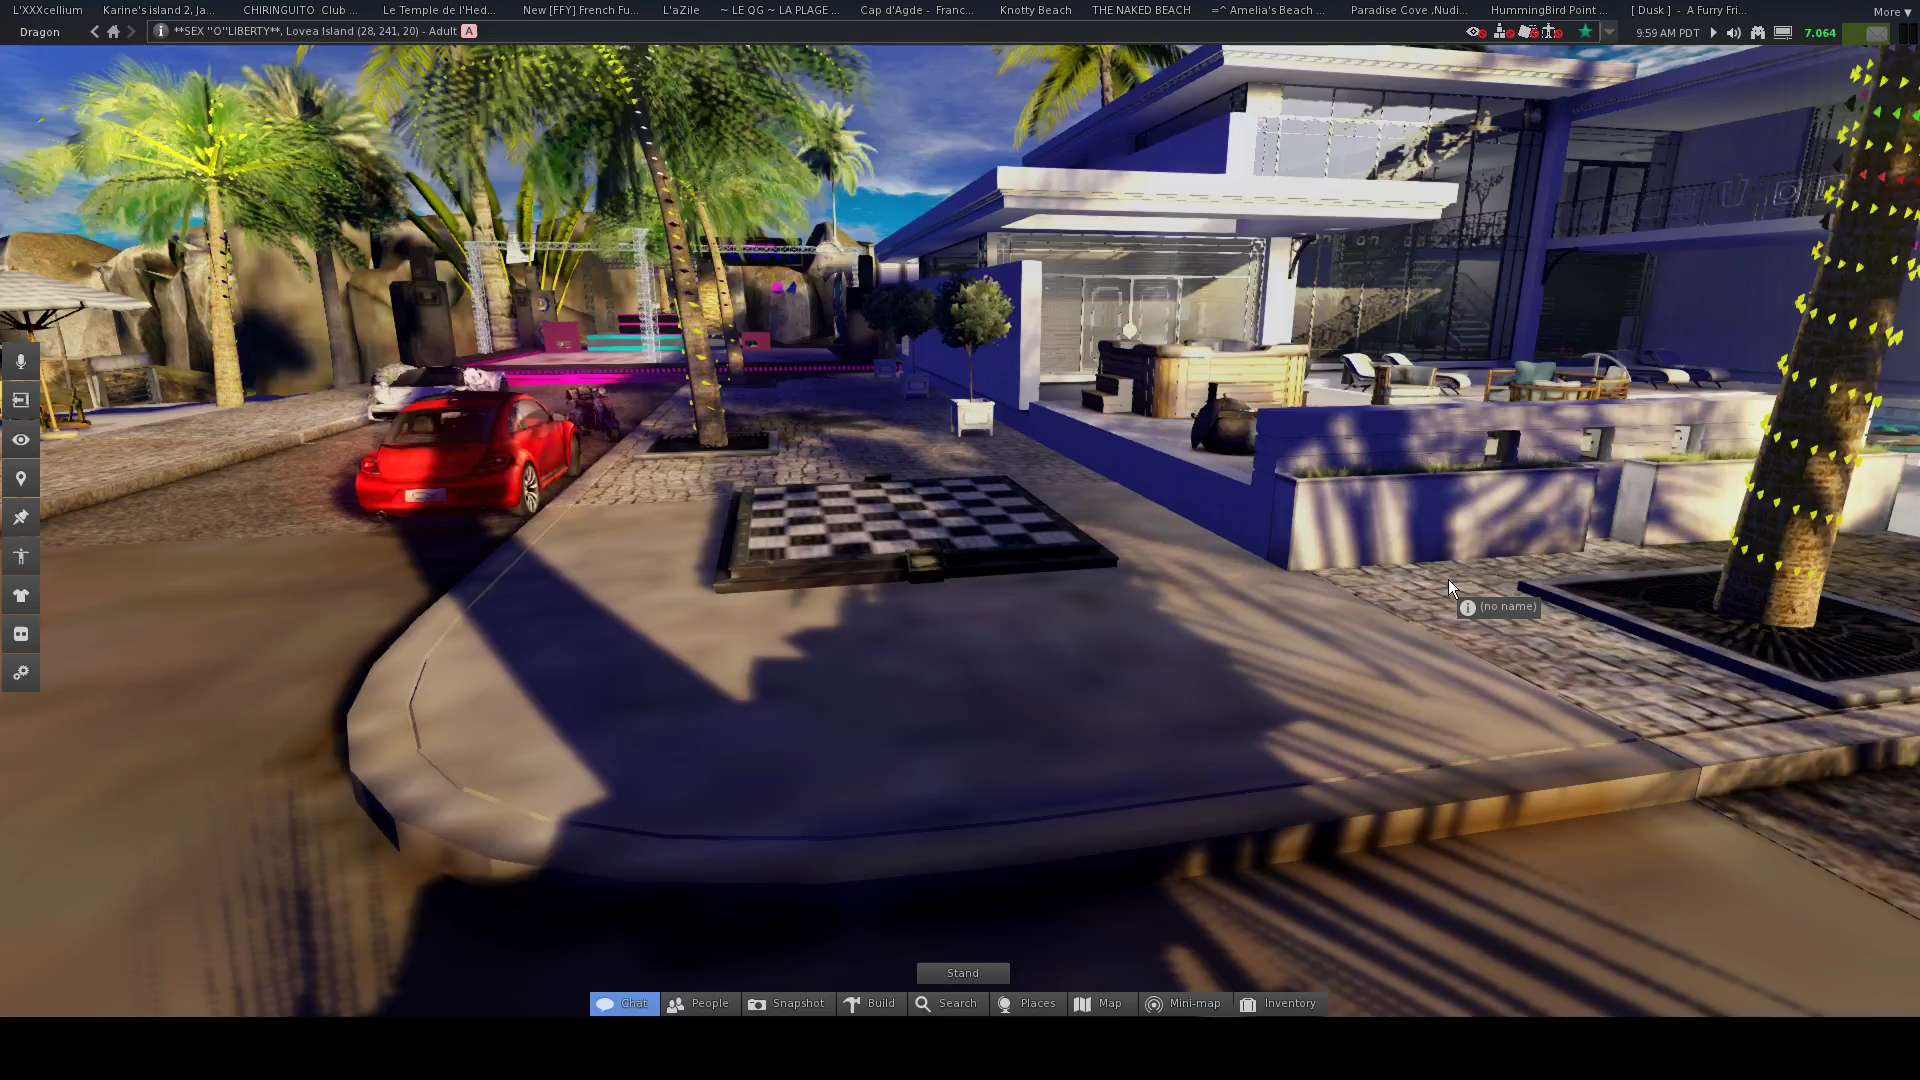 L'XXXcellium Karine's island 2, Ja... CHIRINGUITO Club ... Le Temple de l'Hed... New [FFY] French Fu... L'aZile ~ LE QG ~ LA PLAGE ... Cap d'Agde - Franc... Knotty Beach THE NAKED BEACH =^ Amelia's Beach ... Paradise Cove ,Nudi... HummingBird Point ... [ Dusk ] - A Furry Fri... More ▼
Dragon **SEX "O"LIBERTY**, Lovea Island (28, 241, 20) - Adult A 9:59 AM PDT 7.064
(no name)
Stand
Chat People Snapshot Build Search Places Map Mini-map Inventory